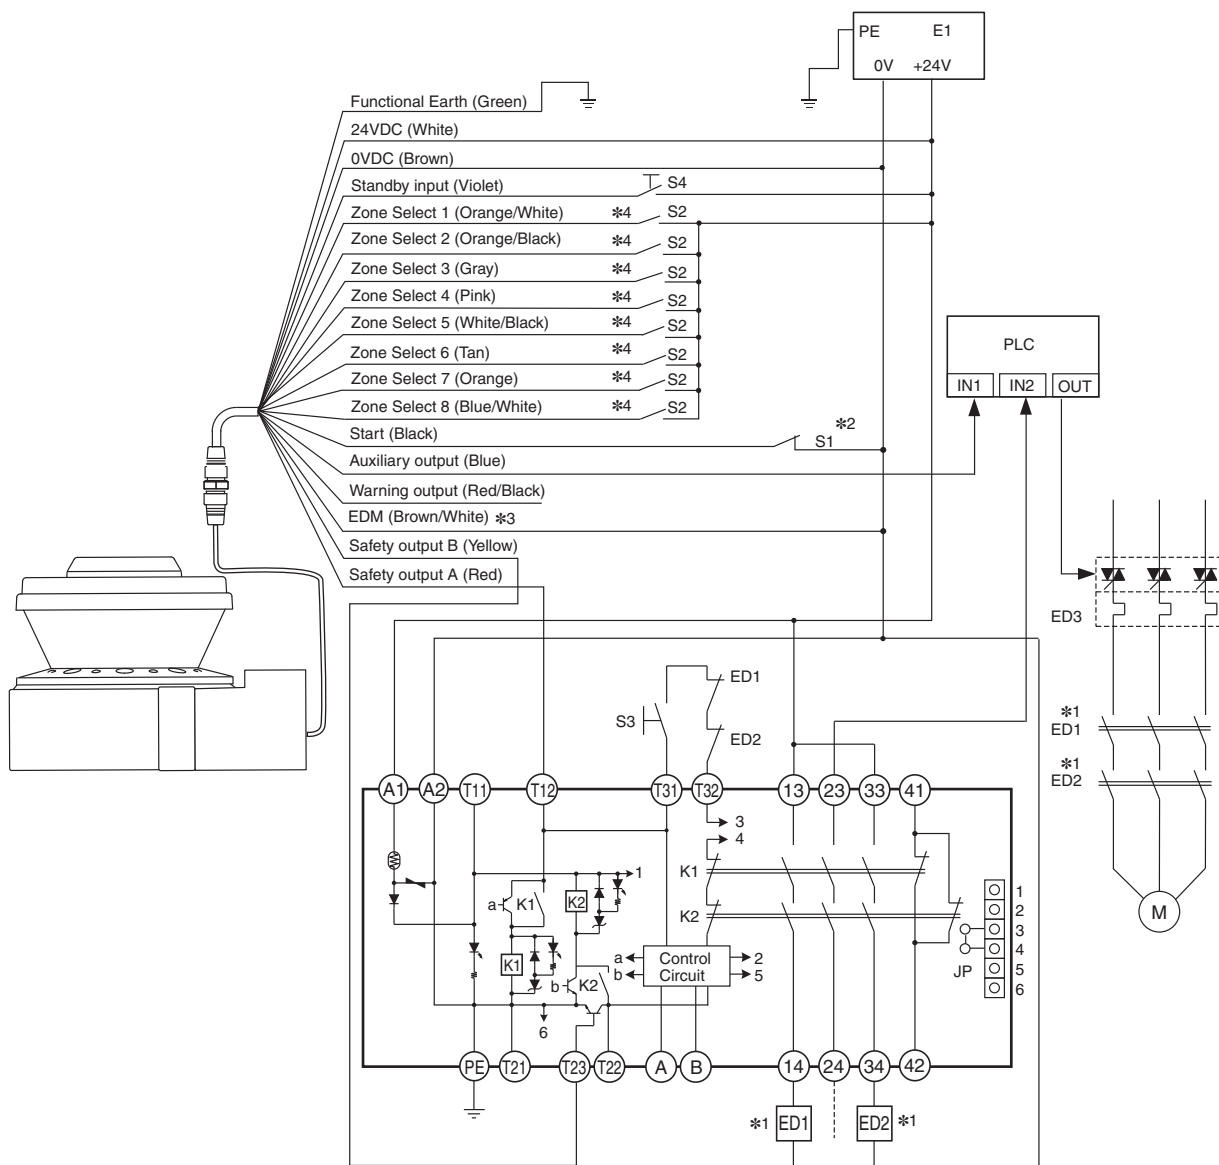 PE E1
0V +24V
Functional Earth (Green)
24VDC (White)
0VDC (Brown)
Standby input (Violet) S4
Zone Select 1 (Orange/White) *4 S2
Zone Select 2 (Orange/Black) *4 S2
Zone Select 3 (Gray) *4 S2
Zone Select 4 (Pink) *4 S2
Zone Select 5 (White/Black) *4 S2
Zone Select 6 (Tan) *4 S2
Zone Select 7 (Orange) *4 S2
Zone Select 8 (Blue/White) *4 S2
Start (Black) S1 *2
Auxiliary output (Blue)
Warning output (Red/Black)
EDM (Brown/White) *3
Safety output B (Yellow)
Safety output A (Red)
PLC
IN1 IN2 OUT
ED3
*1
ED1
*1
ED2
M
S3
ED1
ED2
A1 A2 T11 T12 T31 T32 13 23 33 41
3
4
K1
K2
1
a K1
K2
K1
b K2
6
a Control 2
b Circuit 5
JP
1
2
3
4
5
6
PE T21 T23 T22 A B 14 24 34 42
*1 ED1
ED2 *1